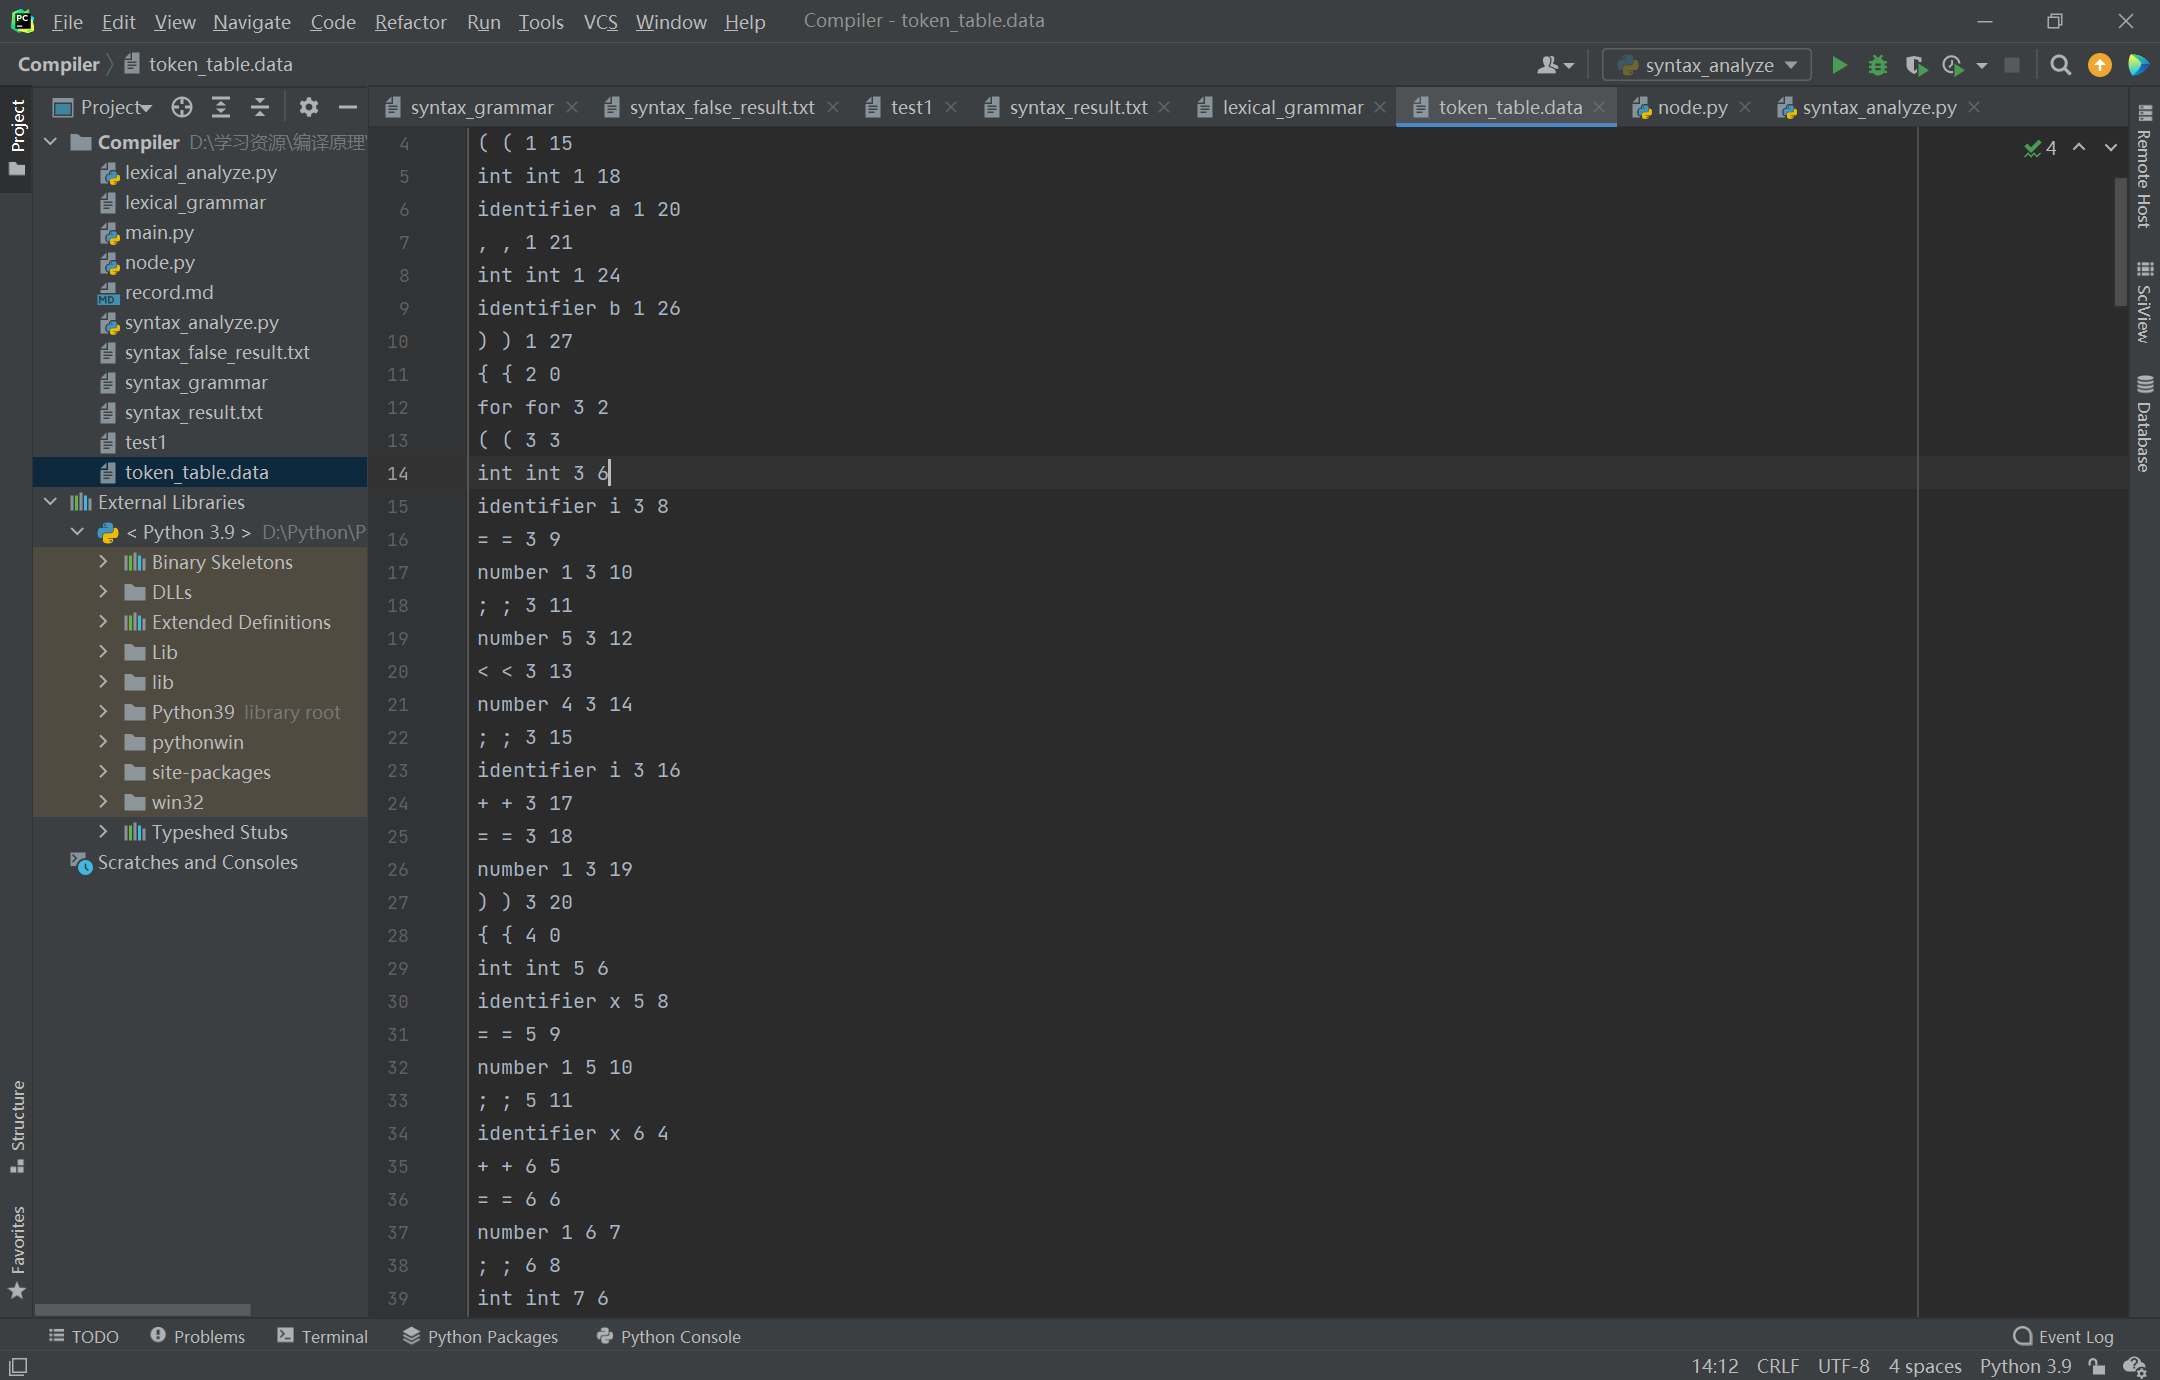 File Edit View Navigate Code Refactor Run Tools VCS Window Help Compiler - token_table.data
Compiler token_table.data syntax_analyze
Project syntax_grammar syntax_false_result.txt test1 syntax_result.txt lexical_grammar token_table.data node.py syntax_analyze.py
Compiler D:\学习资源\编译原理\
lexical_analyze.py
lexical_grammar
main.py
node.py
record.md
syntax_analyze.py
syntax_false_result.txt
syntax_grammar
syntax_result.txt
test1
token_table.data
External Libraries
< Python 3.9 > D:\Python\P
Binary Skeletons
DLLs
Extended Definitions
Lib
lib
Python39 library root
pythonwin
site-packages
win32
Typeshed Stubs
Scratches and Consoles
4 ( ( 1 15
5 int int 1 18
6 identifier a 1 20
7 , , 1 21
8 int int 1 24
9 identifier b 1 26
10 ) ) 1 27
11 { { 2 0
12 for for 3 2
13 ( ( 3 3
14 int int 3 6
15 identifier i 3 8
16 = = 3 9
17 number 1 3 10
18 ; ; 3 11
19 number 5 3 12
20 < < 3 13
21 number 4 3 14
22 ; ; 3 15
23 identifier i 3 16
24 + + 3 17
25 = = 3 18
26 number 1 3 19
27 ) ) 3 20
28 { { 4 0
29 int int 5 6
30 identifier x 5 8
31 = = 5 9
32 number 1 5 10
33 ; ; 5 11
34 identifier x 6 4
35 + + 6 5
36 = = 6 6
37 number 1 6 7
38 ; ; 6 8
39 int int 7 6
4
Project
Structure
Favorites
Remote Host
SciView
Database
TODO Problems Terminal Python Packages Python Console Event Log
14:12 CRLF UTF-8 4 spaces Python 3.9